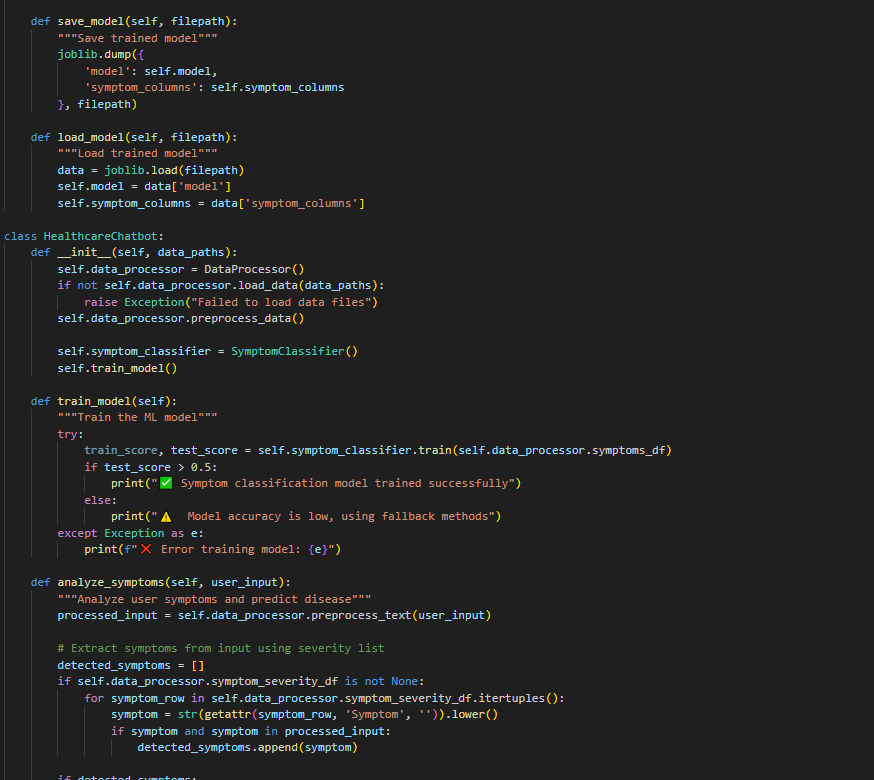 def save_model(self, filepath):
"""Save trained model"""
joblib.dump({
'model': self.model,
'symptom_columns': self.symptom_columns
}, filepath)
def load_model(self, filepath):
"""Load trained model"""
data = joblib.load(filepath)
self.model = data['model']
self.symptom_columns = data['symptom_columns']
class HealthcareChatbot:
def __init__(self, data_paths):
self.data_processor = DataProcessor()
if not self.data_processor.load_data(data_paths):
raise Exception("Failed to load data files")
self.data_processor.preprocess_data()
self.symptom_classifier = SymptomClassifier()
self.train_model()
def train_model(self):
"""Train the ML model"""
try:
train_score, test_score = self.symptom_classifier.train(self.data_processor.symptoms_df)
if test_score > 0.5:
print("✅ Symptom classification model trained successfully")
else:
print("⚠️ Model accuracy is low, using fallback methods")
except Exception as e:
print(f"❌ Error training model: {e}")
def analyze_symptoms(self, user_input):
"""Analyze user symptoms and predict disease"""
processed_input = self.data_processor.preprocess_text(user_input)
# Extract symptoms from input using severity list
detected_symptoms = []
if self.data_processor.symptom_severity_df is not None:
for symptom_row in self.data_processor.symptom_severity_df.itertuples():
symptom = str(getattr(symptom_row, 'Symptom', '')).lower()
if symptom and symptom in processed_input:
detected_symptoms.append(symptom)
if detected_symptoms: